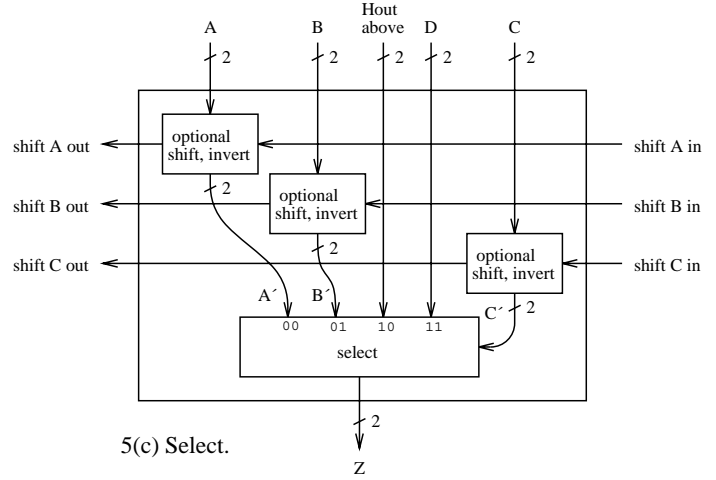 Hout
A B above D C
2 2 2 2 2
optional
shift, invert
shift A out shift A in
2
optional
shift, invert
shift B out shift B in
2
optional
shift, invert
shift C out shift C in
A´ B´ C´ 2
00 01 10 11
select
2
5(c) Select.
Z